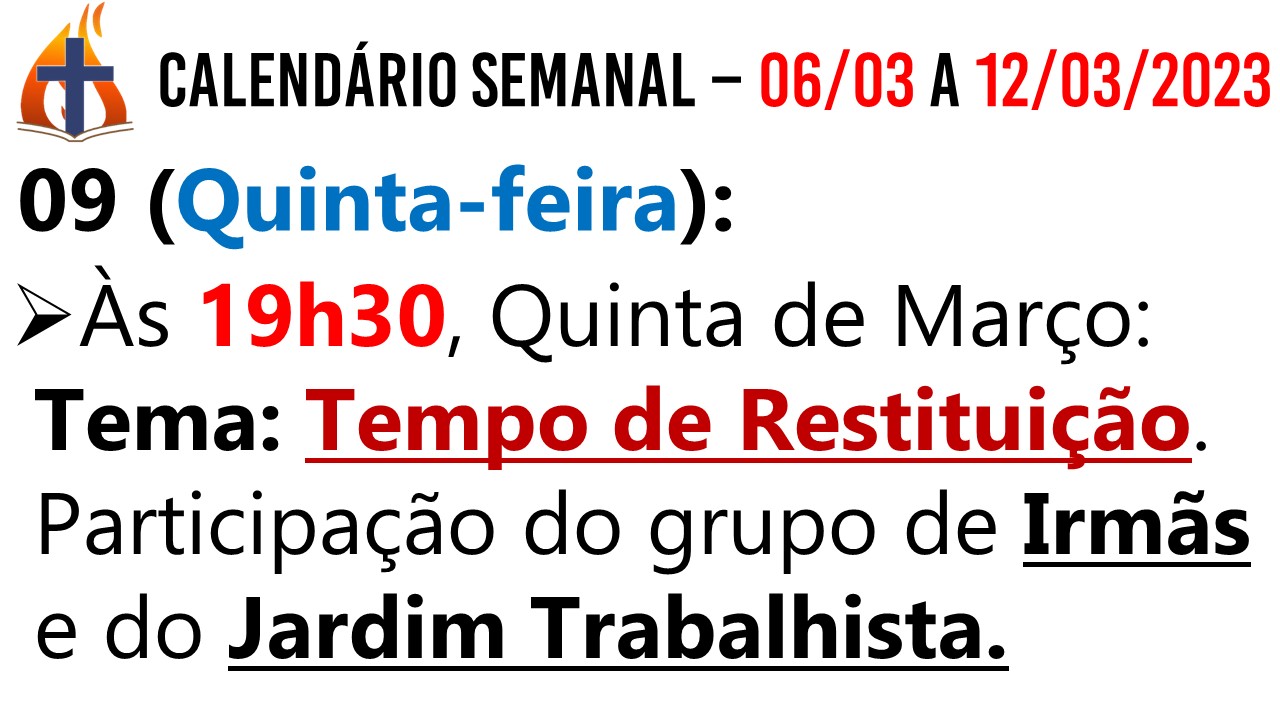 CALENDÁRIO SEMANAL – 06/03 A 12/03/2023
09 (Quinta-feira):
➢Às 19h30, Quinta de Março:
Tema: Tempo de Restituição.
Participação do grupo de Irmãs
e do Jardim Trabalhista.